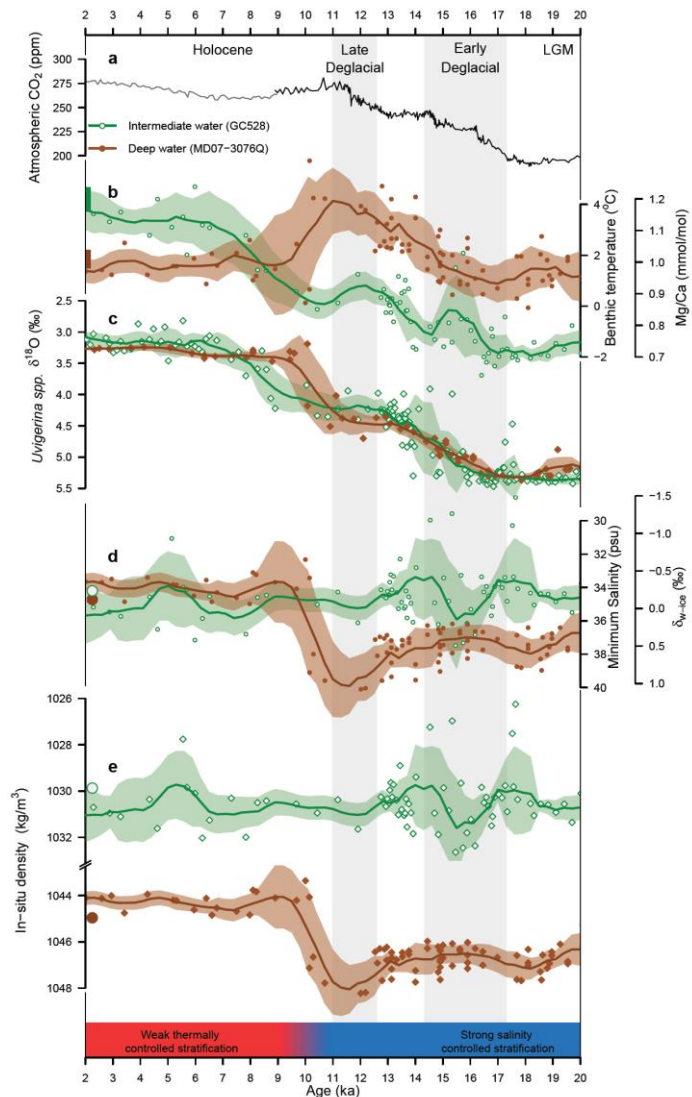 2 3 4 5 6 7 8 9 10 11 12 13 14 15 16 17 18 19 20
a
Holocene
Late
Deglacial
Early
Deglacial
LGM
Atmospheric CO2 (ppm)
300
275
250
225
200
Intermediate water (GC528)
Deep water (MD07-3076Q)
b
4
2
0
−2
Benthic temperature (°C)
1.2
1.1
1.0
0.9
0.8
0.7
Mg/Ca (mmol/mol)
c
2.5
3.0
3.5
4.0
4.5
5.0
5.5
Uvigerina spp. δ18O (‰)
d
30
32
34
36
38
40
Minimum Salinity (psu)
−1.5
−1.0
−0.5
0.0
0.5
1.0
δw−ice (‰)
e
1026
1028
1030
1032
1044
1046
1048
In−situ density (kg/m3)
Weak thermally
controlled stratification
Strong salinity
controlled stratification
2 3 4 5 6 7 8 9 10 11 12 13 14 15 16 17 18 19 20
Age (ka)